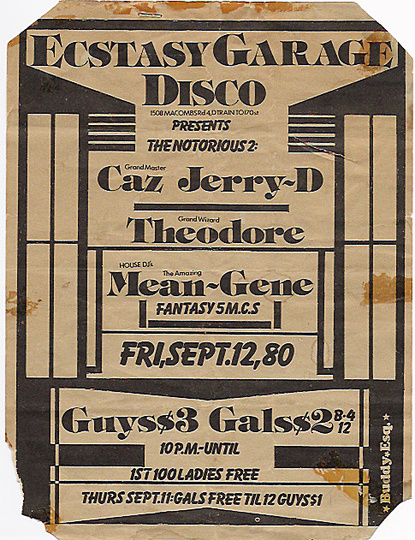 ECSTASY GARAGE
DISCO
1508 MACOMBS Rd 4, D TRAIN TO 170 st
PRESENTS
THE NOTORIOUS 2:
Grand Master
Caz Jerry-D
Grand Wizard
Theodore
HOUSE DJ's
The Amazing
Mean-Gene
FANTASY 5 M.C.S
FRI, SEPT. 12, 80
Guys$3 Gals$2 8-4
12
10 P.M.-UNTIL
1ST 100 LADIES FREE
THURS SEPT. 11: GALS FREE TIL 12 GUYS $1
★ Buddy★Esq. ★